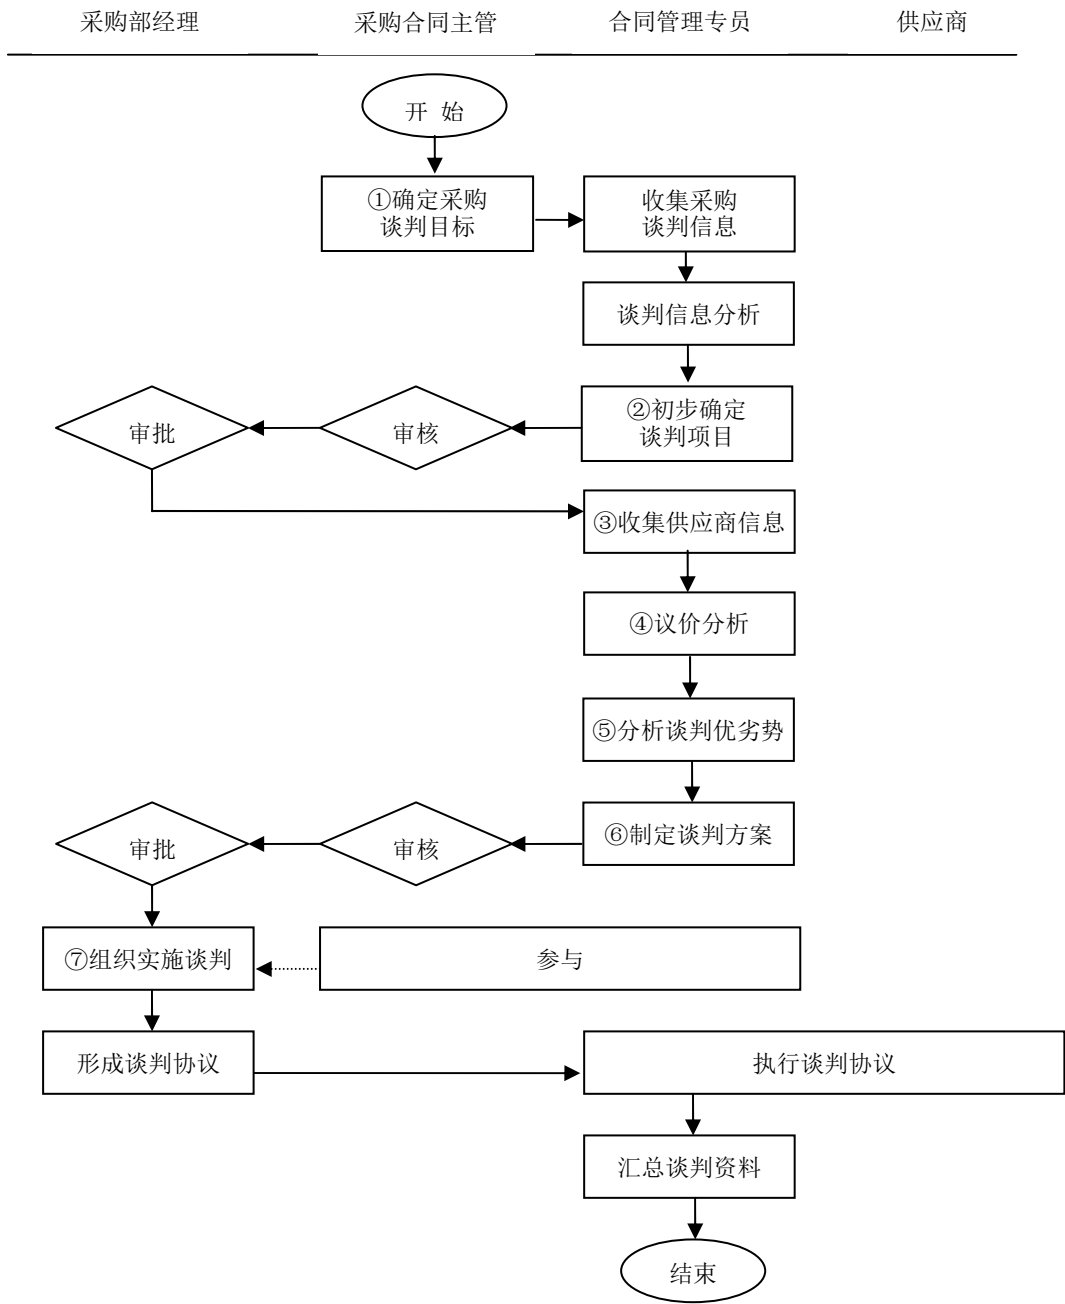 采购部经理
采购合同主管
合同管理专员
供应商
开 始
①确定采购
谈判目标
收集采购
谈判信息
谈判信息分析
审批
审核
②初步确定
谈判项目
③收集供应商信息
④议价分析
⑤分析谈判优劣势
审批
审核
⑥制定谈判方案
⑦组织实施谈判
参与
形成谈判协议
执行谈判协议
汇总谈判资料
结束